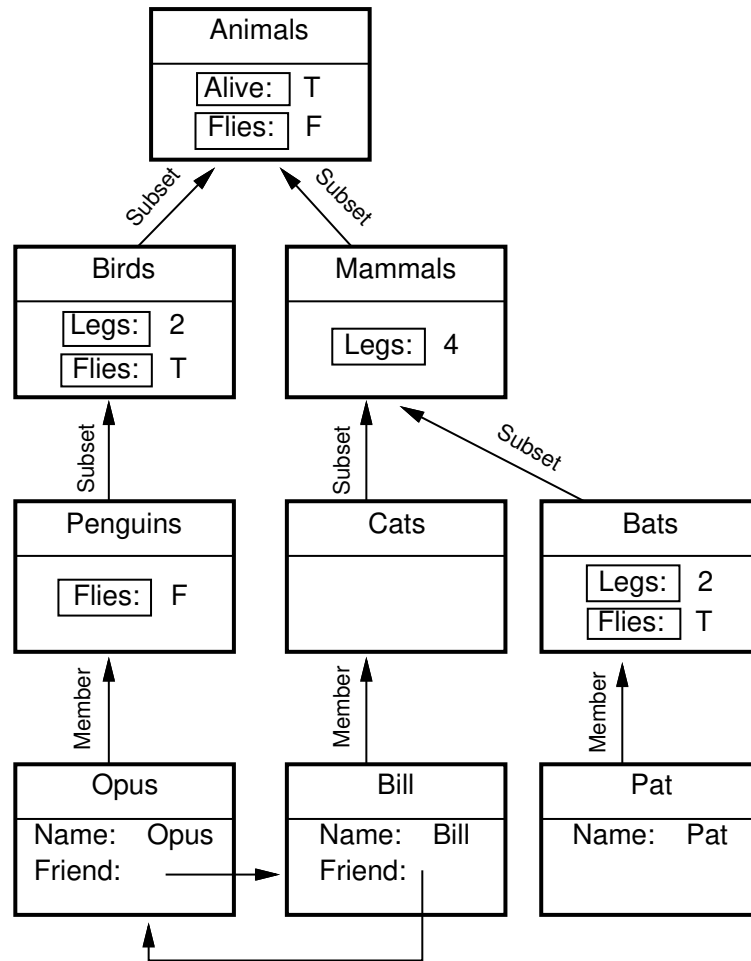 Animals
Alive: T
Flies: F
Subset
Subset
Birds
Legs: 2
Flies: T
Mammals
Legs: 4
Subset
Subset
Subset
Penguins
Flies: F
Cats
Bats
Legs: 2
Flies: T
Member
Member
Member
Opus
Name: Opus
Friend:
Bill
Name: Bill
Friend:
Pat
Name: Pat